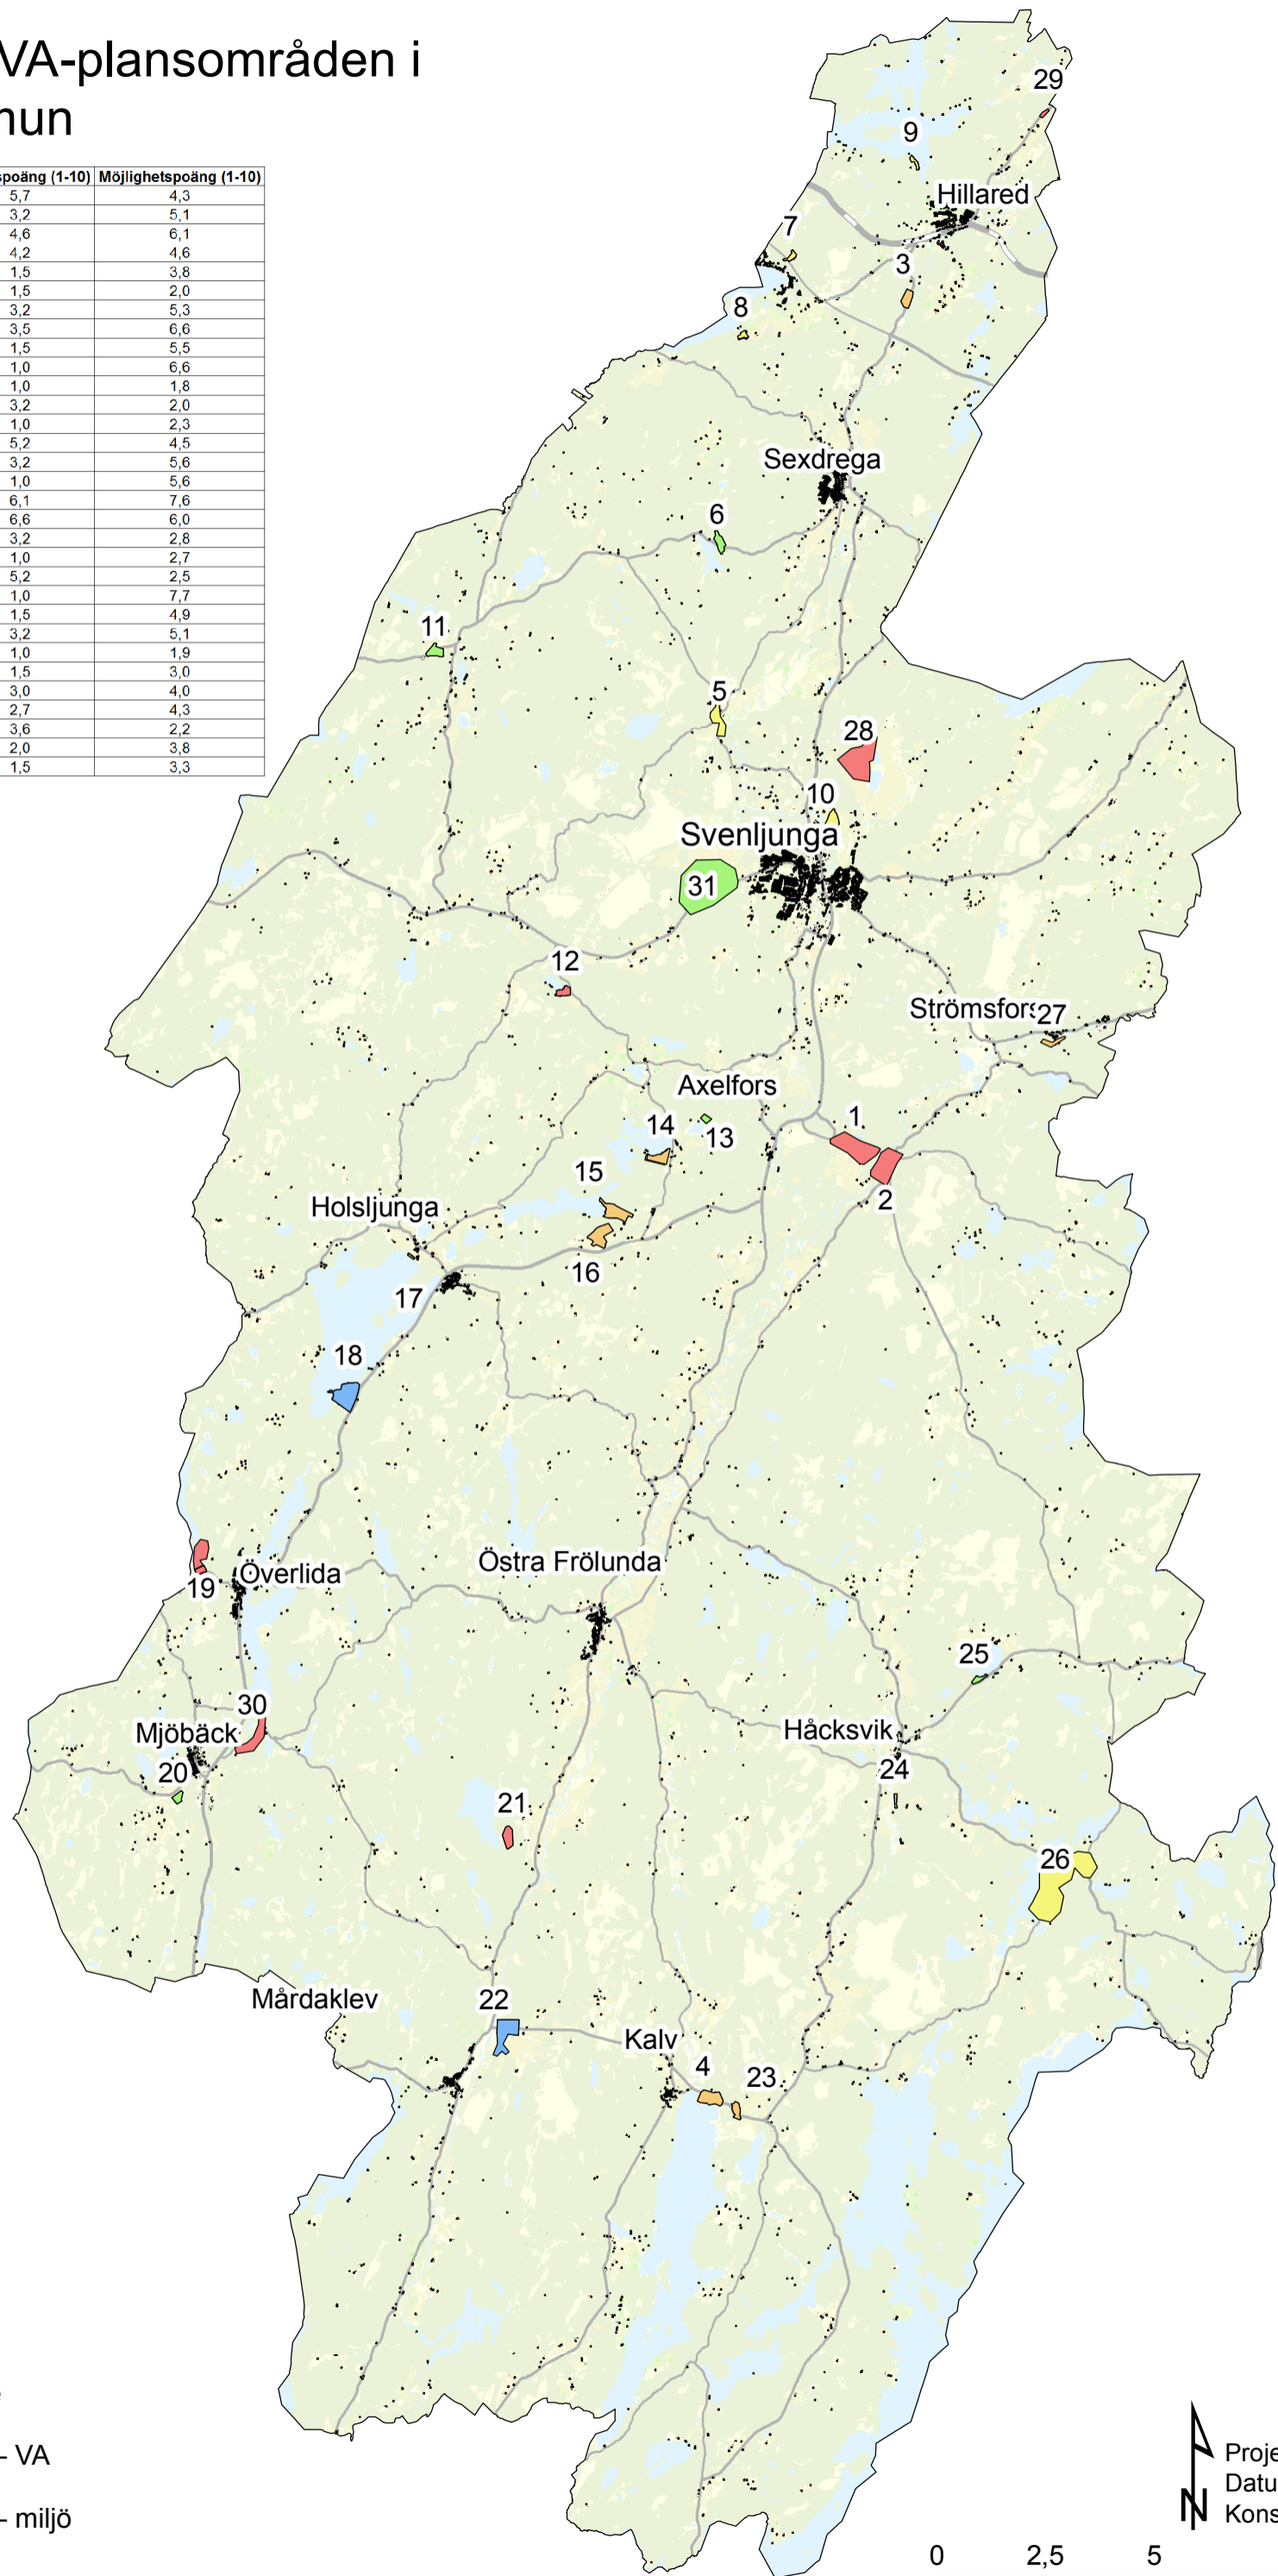 VA-plansområden i
mun
spoäng (1-10) Möjlighetspoäng (1-10)
5,7 4,3
3,2 5,1
4,6 6,1
4,2 4,6
1,5 3,8
1,5 2,0
3,2 5,3
3,5 6,6
1,5 5,5
1,0 6,6
1,0 1,8
3,2 2,0
1,0 2,3
5,2 4,5
3,2 5,6
1,0 5,6
6,1 7,6
6,6 6,0
3,2 2,8
1,0 2,7
5,2 2,5
1,0 7,7
1,5 4,9
3,2 5,1
1,0 1,9
1,5 3,0
3,0 4,0
2,7 4,3
3,6 2,2
2,0 3,8
1,5 3,3
29
9
Hillared
7
3
8
Sexdrega
6
11
5
28
10
Svenljunga
31
12
Strömsfors
27
Axelfors
1
14
13
15
2
Holsljunga
16
17
18
Östra Frölunda
Överlida
19
25
30
Mjöbäck
Håcksvik
20
24
21
26
Mårdaklev
22
Kalv
4
23
- VA
- miljö
Proje
Datu
N
Kons
0 2,5 5